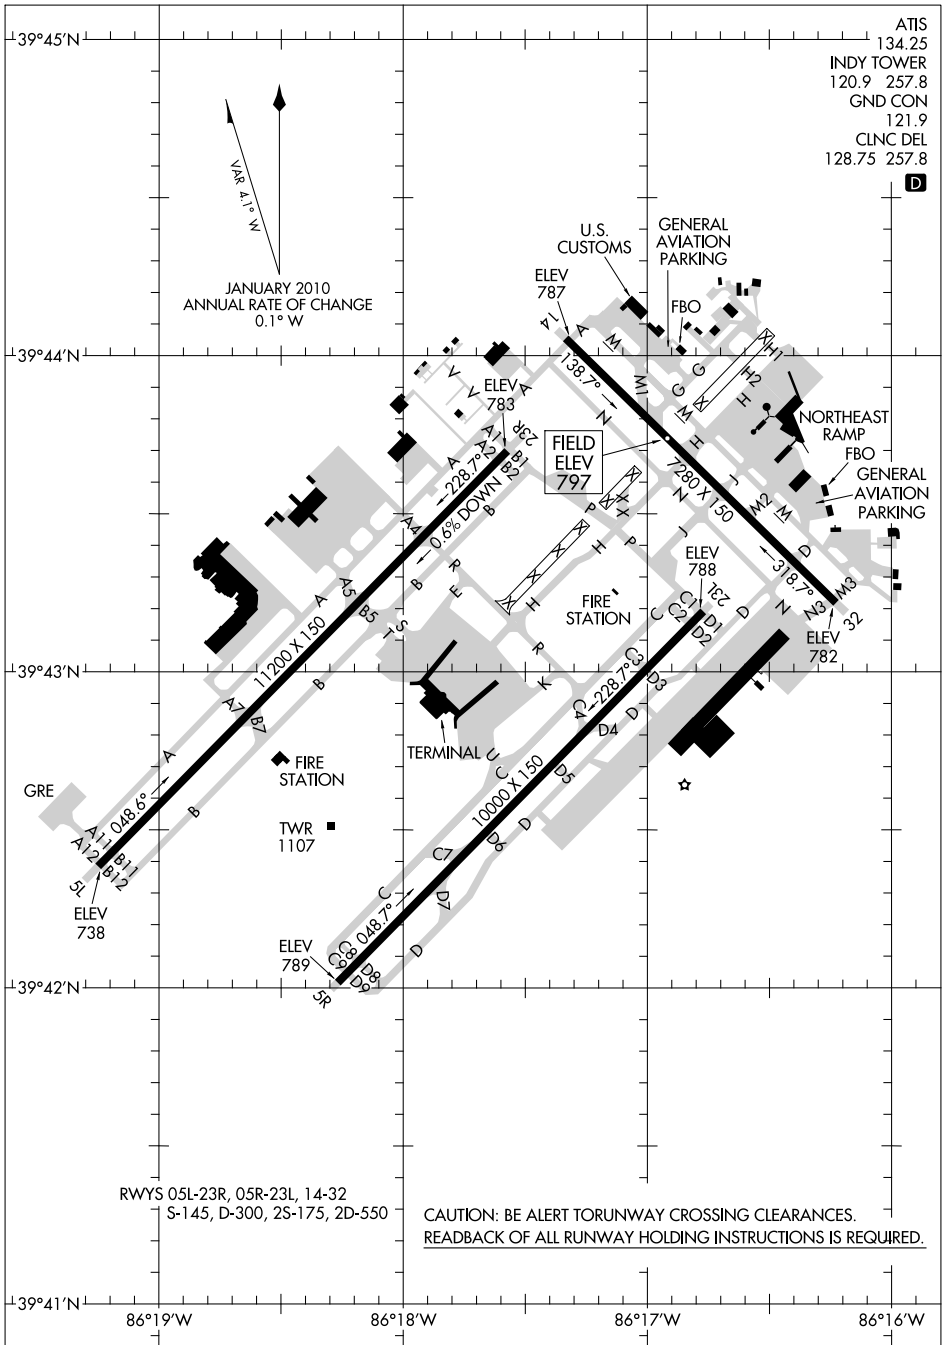 ATIS
134.25
INDY TOWER
120.9 257.8
GND CON
121.9
CLNC DEL
128.75 257.8
D
39°45'N
VAR 4.1° W
JANUARY 2010
ANNUAL RATE OF CHANGE
0.1° W
U.S.
CUSTOMS
GENERAL
AVIATION
PARKING
ELEV
787
FBO
14
A
M
39°44'N
138.7°
M1
G
G
H1
H2
H
M
N
H
V
V
ELEV
783
A
23R
A1
A2
B1
B2
A
228.7°
0.6% DOWN
B
A4
FIELD
ELEV
797
7280 X 150
NORTHEAST
RAMP
FBO
GENERAL
AVIATION
PARKING
J
M2
M
N
J
P
P
H
X
X
D
318.7°
M3
N3
N
32
ELEV
782
ELEV
788
23L
C1
C2
C
D1
D2
D
FIRE
STATION
R
E
B
H
R
K
A
A5
B5
S
T
39°43'N
11200 X 150
B
C3
D3
228.7°
C4
D
D4
A7
B7
TERMINAL
U
C
D5
10000 X 150
FIRE
STATION
A
GRE
048.6°
B
TWR
1107
D
D6
A11
A12
B11
B12
5L
C7
ELEV
738
C
D7
048.7°
ELEV
789
C
C8
C9
D8
D9
D
39°42'N
5R
RWYS 05L-23R, 05R-23L, 14-32
S-145, D-300, 2S-175, 2D-550
CAUTION: BE ALERT TORUNWAY CROSSING CLEARANCES.
READBACK OF ALL RUNWAY HOLDING INSTRUCTIONS IS REQUIRED.
39°41'N
86°19'W
86°18'W
86°17'W
86°16'W